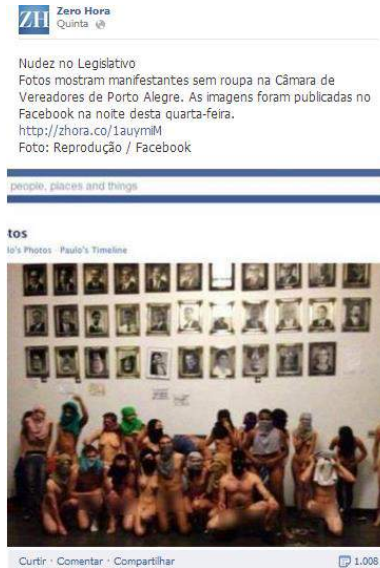 ZH
Zero Hora
Quinta
Nudez no Legislativo
Fotos mostram manifestantes sem roupa na Câmara de
Vereadores de Porto Alegre. As imagens foram publicadas no
Facebook na noite desta quarta-feira.
http://zhora.co/1auymiM
Foto: Reprodução / Facebook
people, places and things
tos
lo's Photos · Paulo's Timeline
Curtir · Comentar · Compartilhar
1.006